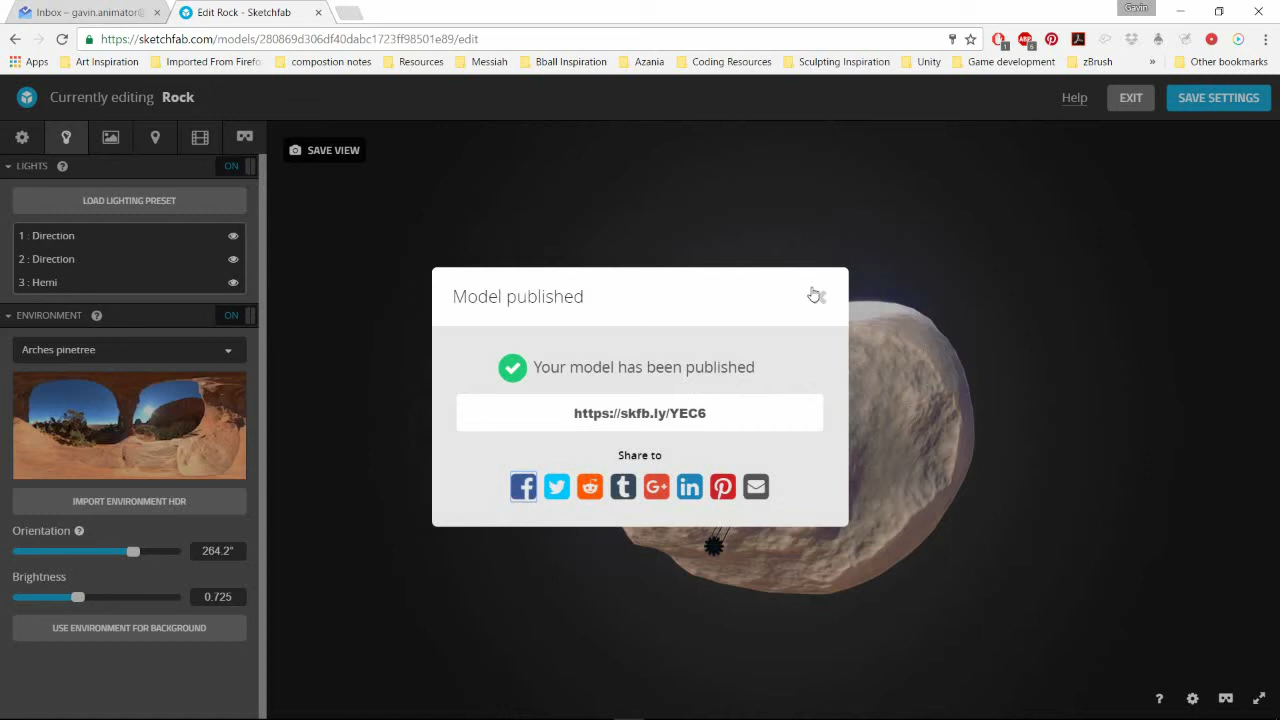 Inbox – gavin.animator@
Edit Rock - Sketchfab
Gavin
https://sketchfab.com/models/280869d306df40dabc1723ff98501e89/edit
Apps
Art Inspiration
Imported From Firefo
compostion notes
Resources
Messiah
Bball Inspiration
Azania
Coding Resources
Sculpting Inspiration
Unity
Game development
zBrush
»
Other bookmarks
Currently editing Rock
Help
EXIT
SAVE SETTINGS
SAVE VIEW
LIGHTS ?
ON
LOAD LIGHTING PRESET
1 : Direction
2 : Direction
3 : Hemi
ENVIRONMENT ?
ON
Arches pinetree
IMPORT ENVIRONMENT HDR
Orientation ?
264.2°
Brightness
0.725
USE ENVIRONMENT FOR BACKGROUND
Model published
Your model has been published
https://skfb.ly/YEC6
Share to